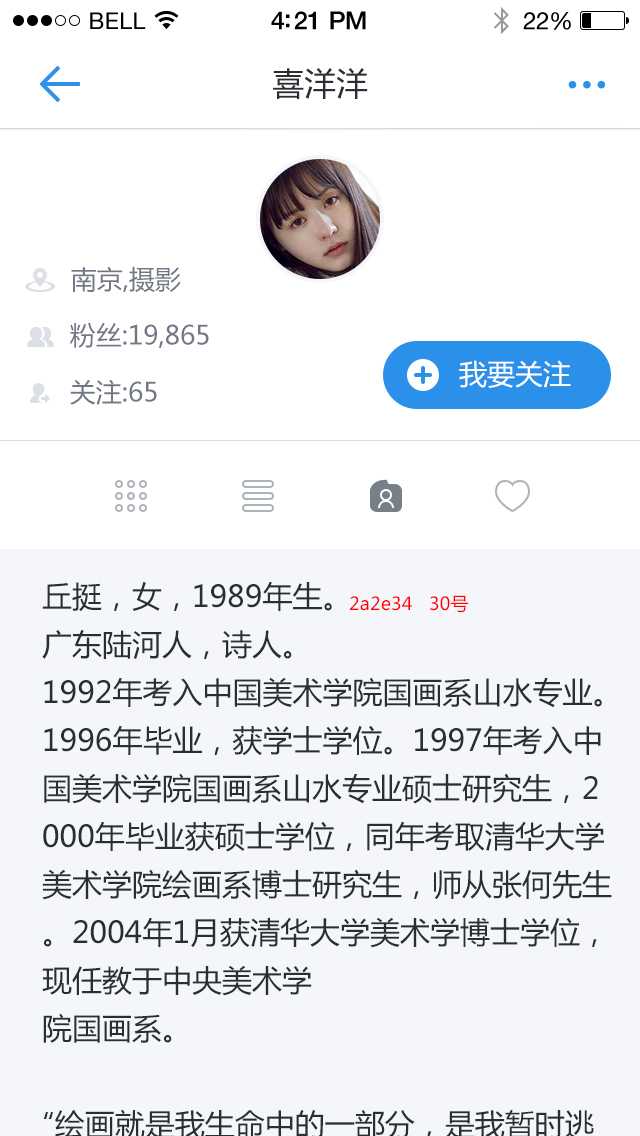 BELL 4:21 PM 22%
喜洋洋
南京,摄影
粉丝:19,865
我要关注
关注:65
丘挺，女，1989年生。2a2e34 30号
广东陆河人，诗人。
1992年考入中国美术学院国画系山水专业。
1996年毕业，获学士学位。1997年考入中
国美术学院国画系山水专业硕士研究生，2
000年毕业获硕士学位，同年考取清华大学
美术学院绘画系博士研究生，师从张何先生
。2004年1月获清华大学美术学博士学位，
现任教于中央美术学
院国画系。
“绘画就是我生命中的一部分，是我暂时逃